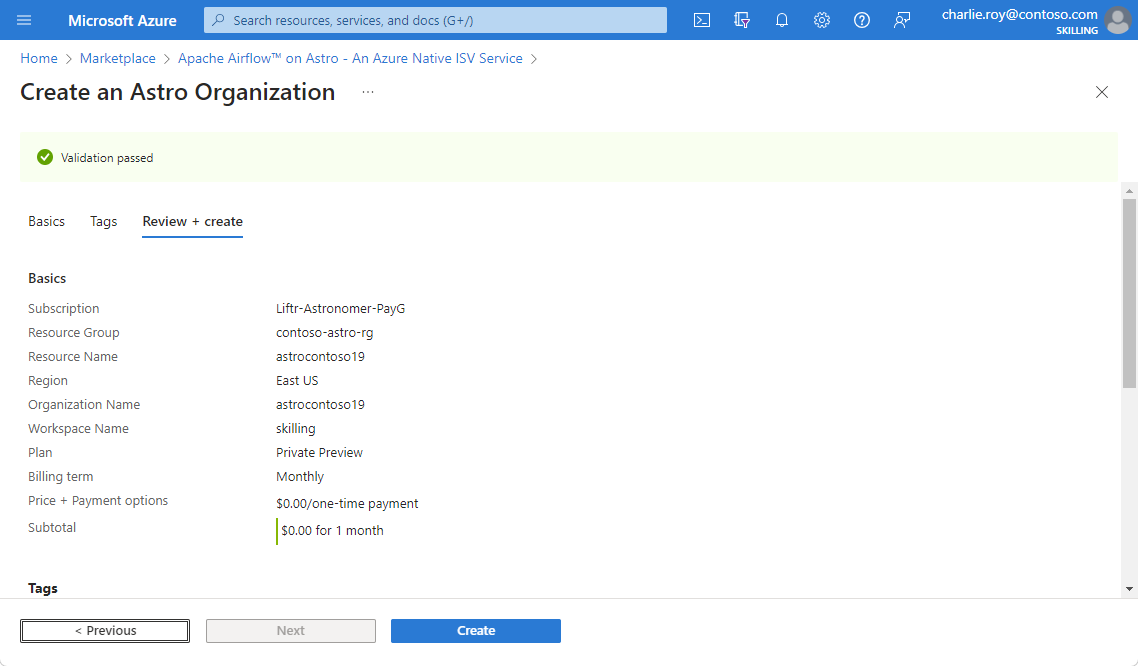 Microsoft Azure
Search resources, services, and docs (G+/)
charlie.roy@contoso.com
SKILLING
Home > Marketplace > Apache Airflow™ on Astro - An Azure Native ISV Service >
Create an Astro Organization ...
Validation passed
Basics Tags Review + create
Basics
Subscription Liftr-Astronomer-PayG
Resource Group contoso-astro-rg
Resource Name astrocontoso19
Region East US
Organization Name astrocontoso19
Workspace Name skilling
Plan Private Preview
Billing term Monthly
Price + Payment options $0.00/one-time payment
Subtotal $0.00 for 1 month
Tags
< Previous Next Create